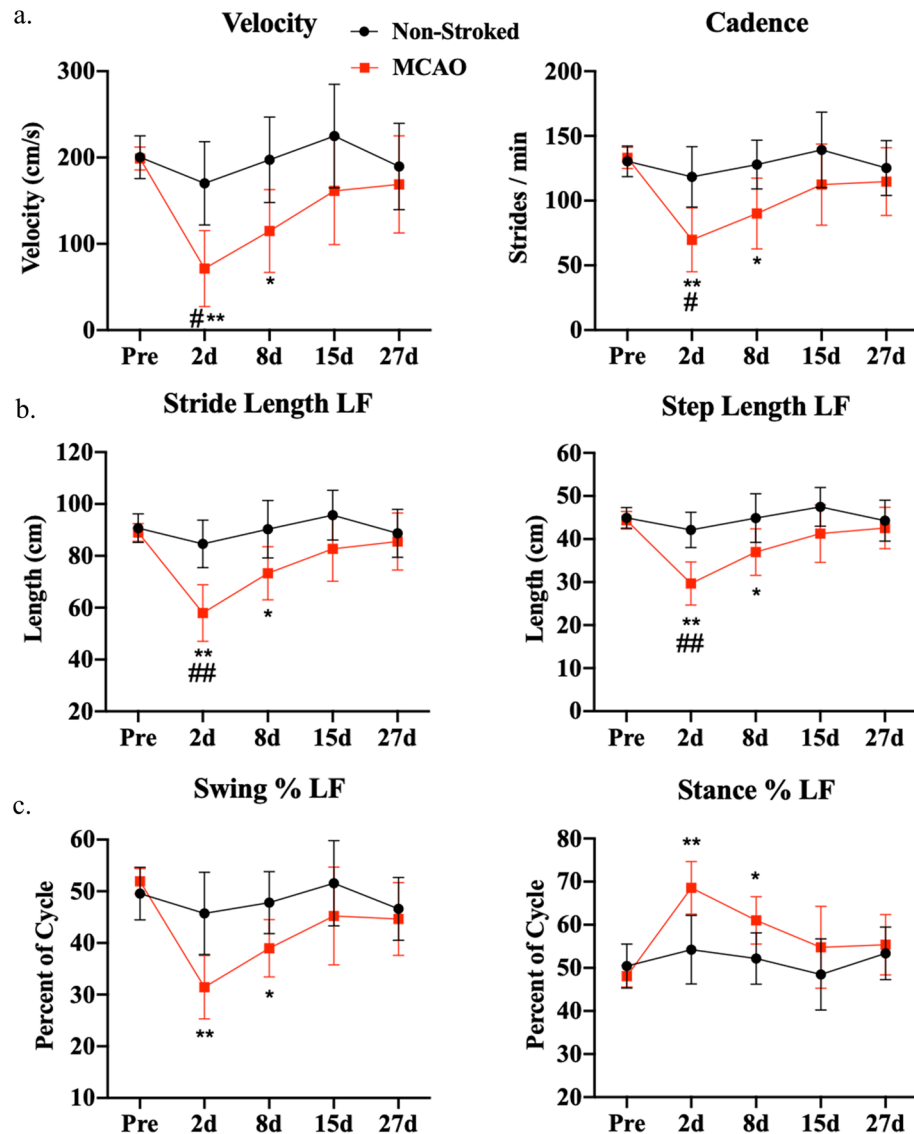 a.
Velocity
Non-Stroked
MCAO
Cadence
Velocity (cm/s)
300
200
100
0
#**
*
Pre 2d 8d 15d 27d
Strides / min
200
150
100
50
0
**
#
*
Pre 2d 8d 15d 27d
b.
Stride Length LF
Length (cm)
120
100
80
60
40
20
**
##
*
Pre 2d 8d 15d 27d
Step Length LF
Length (cm)
60
50
40
30
20
10
0
**
##
*
Pre 2d 8d 15d 27d
c.
Swing % LF
Percent of Cycle
60
50
40
30
20
10
**
*
Pre 2d 8d 15d 27d
Stance % LF
Percent of Cycle
80
70
60
50
40
30
20
**
*
Pre 2d 8d 15d 27d